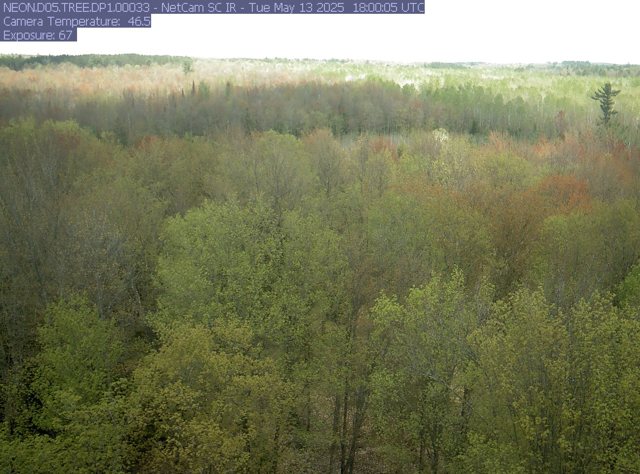 NEON.D05.TREE.DP1.00033 - NetCam SC IR - Tue May 13 2025 18:00:05 UTC
Camera Temperature: 46.5
Exposure: 67